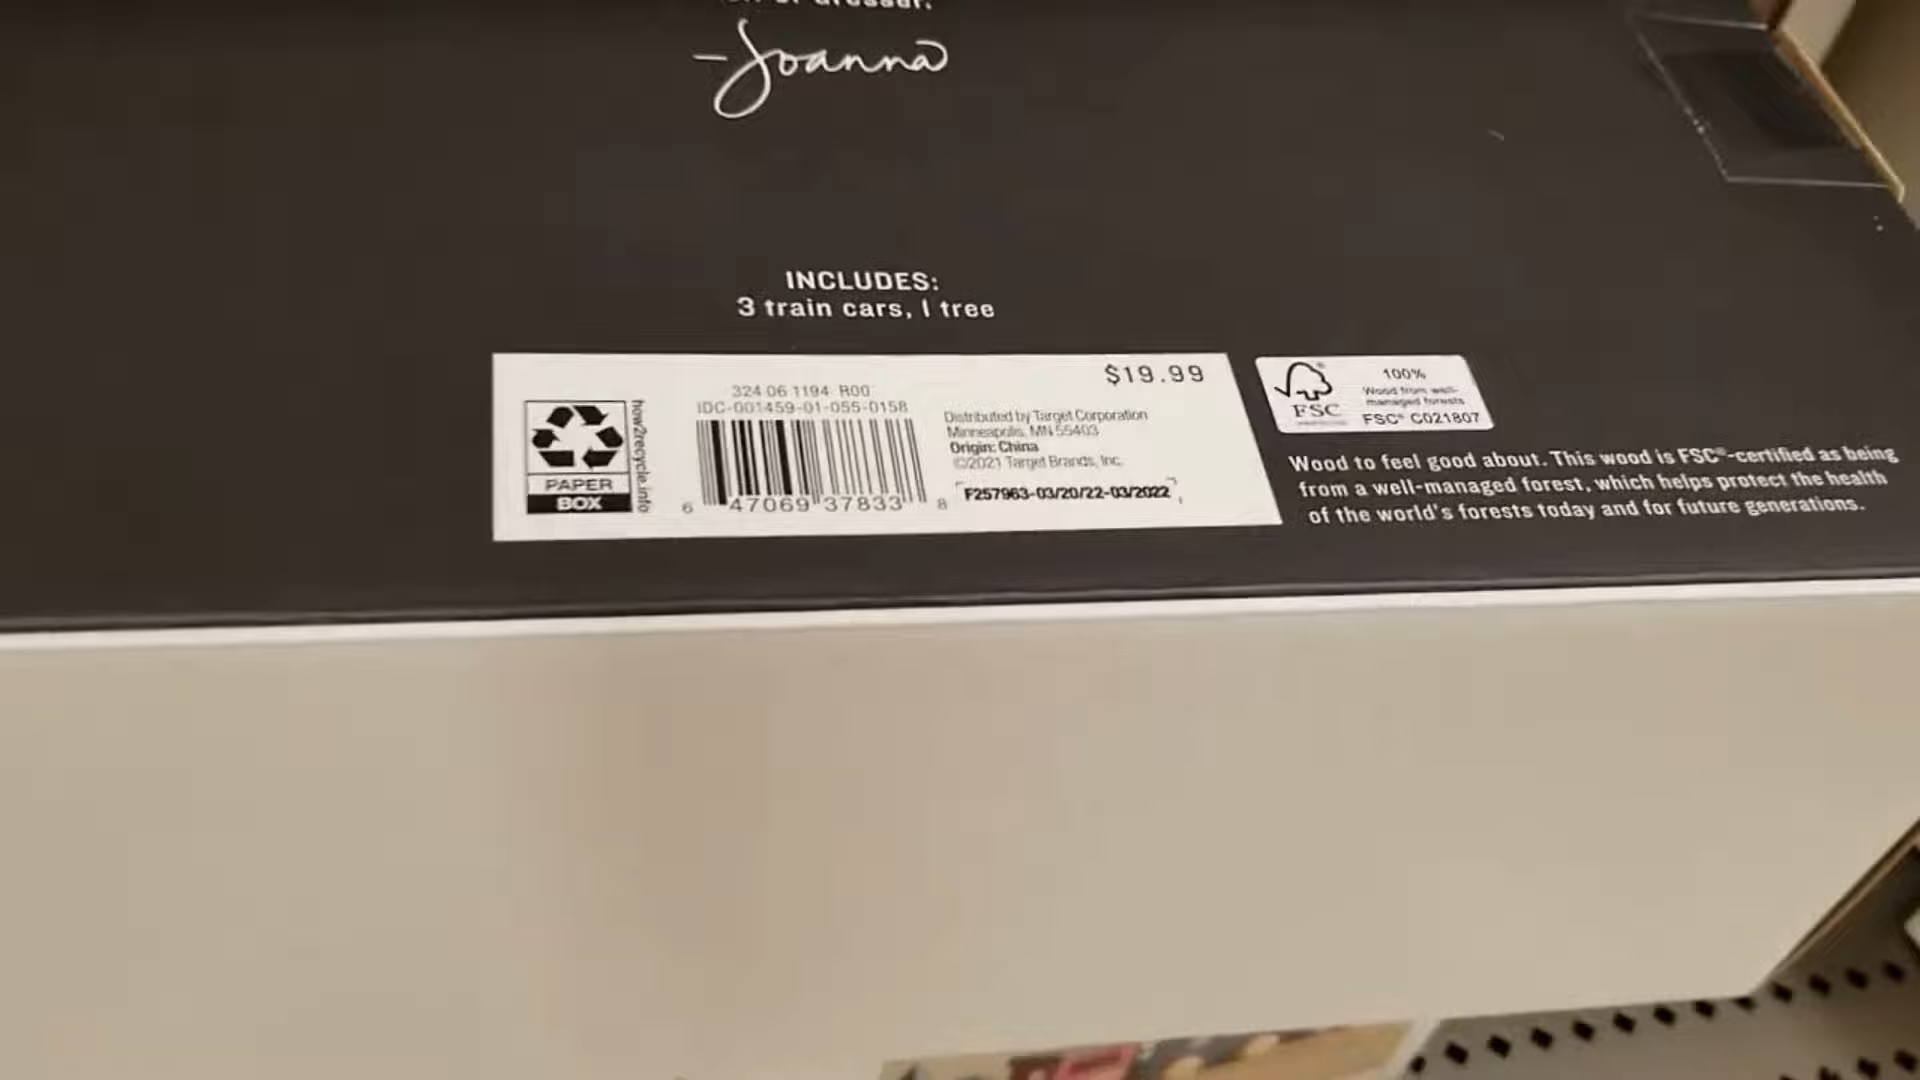 dresser.
–Joanna
INCLUDES:
3 train cars, 1 tree
$19.99
324 06 1194 R00
IDC-001459-01-055-0158
PAPER
BOX
how2recycle.info
6 47069 37833 8
Distributed by Target Corporation
Minneapolis, MN 55403
Origin: China
©2021 Target Brands, Inc.
F257963-03/20/22-03/2022
FSC
100%
Wood from well-
managed forests
FSC® C021807
Wood to feel good about. This wood is FSC®-certified as being
from a well-managed forest, which helps protect the health
of the world's forests today and for future generations.